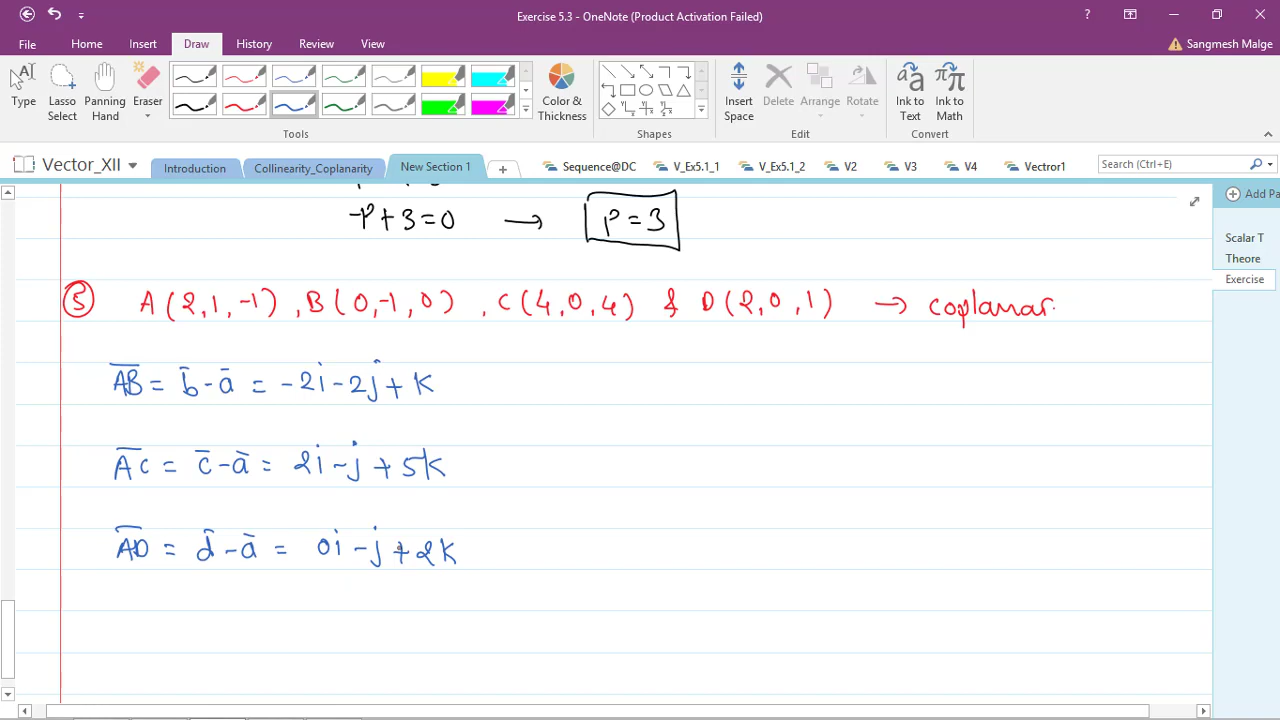 Exercise 5.3 - OneNote (Product Activation Failed)
?
File Home Insert Draw History Review View Sangmesh Malge
Type Lasso Select Panning Hand Eraser Color & Thickness Insert Space Delete Arrange Rotate Ink to Text Ink to Math
Tools Shapes Edit Convert
Vector_XII Introduction Collinearity_Coplanarity New Section 1 Sequence@DC V_Ex5.1_1 V_Ex5.1_2 V2 V3 V4 Vector1 Search (Ctrl+E)
Add Pa
Scalar T
Theore
Exercise
-P+3=0 → P=3
⑤ A(2,1,-1), B(0,-1,0), C(4,0,4) & D(2,0,1) → coplanar.
A̅B̅ = b̅ - a̅ = -2i-2j+k
A̅C̅ = c̅ - a̅ = 2i-j+5k
A̅D̅ = d̅ - a̅ = 0i-j+2k